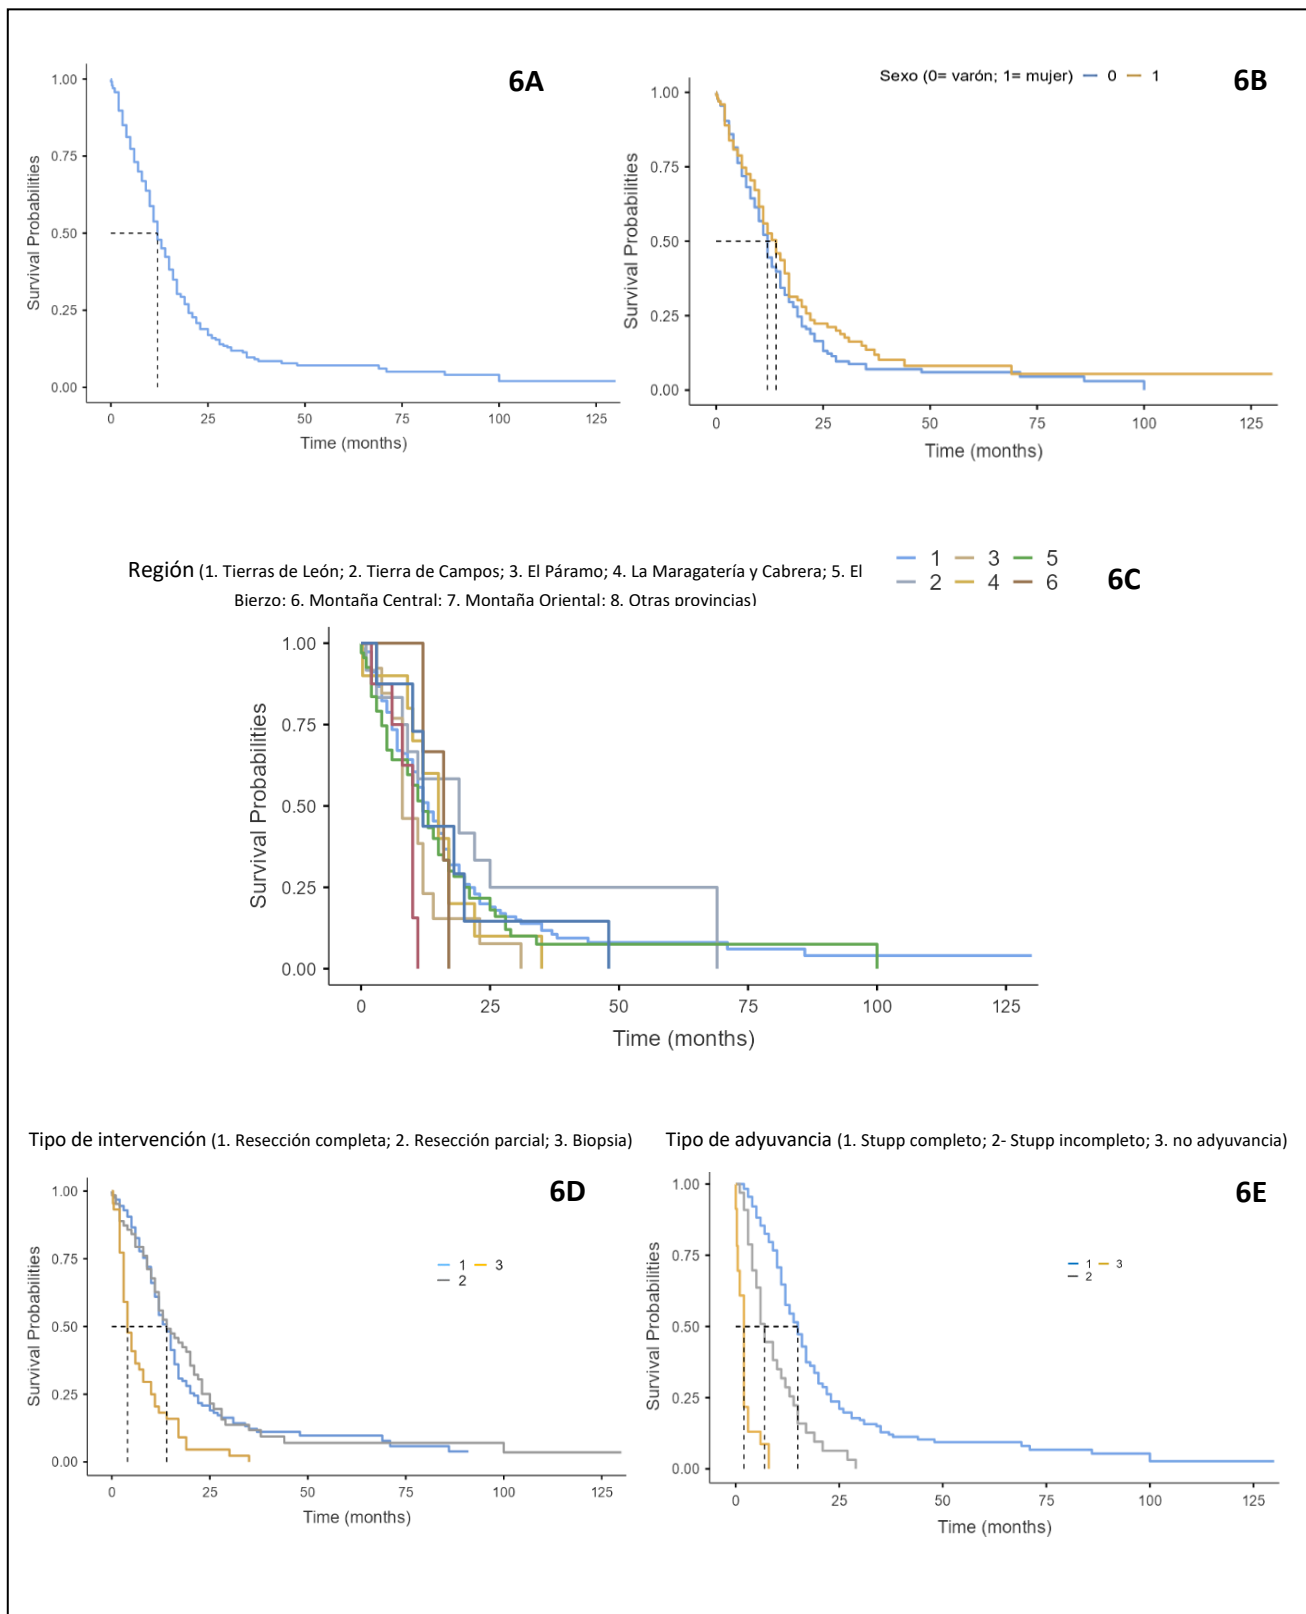 6A
1.00
0.75
0.50
0.25
0.00
Survival Probabilities
0 25 50 75 100 125
Time (months)
Sexo (0= varón; 1= mujer) 0 1
6B
1.00
0.75
0.50
0.25
0.00
Survival Probabilities
0 25 50 75 100 125
Time (months)
Región (1. Tierras de León; 2. Tierra de Campos; 3. El Páramo; 4. La Maragatería y Cabrera; 5. El
Bierzo; 6. Montaña Central; 7. Montaña Oriental; 8. Otras provincias)
1 3 5
2 4 6
6C
1.00
0.75
0.50
0.25
0.00
Survival Probabilities
0 25 50 75 100 125
Time (months)
Tipo de intervención (1. Resección completa; 2. Resección parcial; 3. Biopsia)
6D
1 3
2
1.00
0.75
0.50
0.25
0.00
Survival Probabilities
0 25 50 75 100 125
Time (months)
Tipo de adyuvancia (1. Stupp completo; 2- Stupp incompleto; 3. no adyuvancia)
6E
1 3
2
1.00
0.75
0.50
0.25
0.00
Survival Probabilities
0 25 50 75 100 125
Time (months)